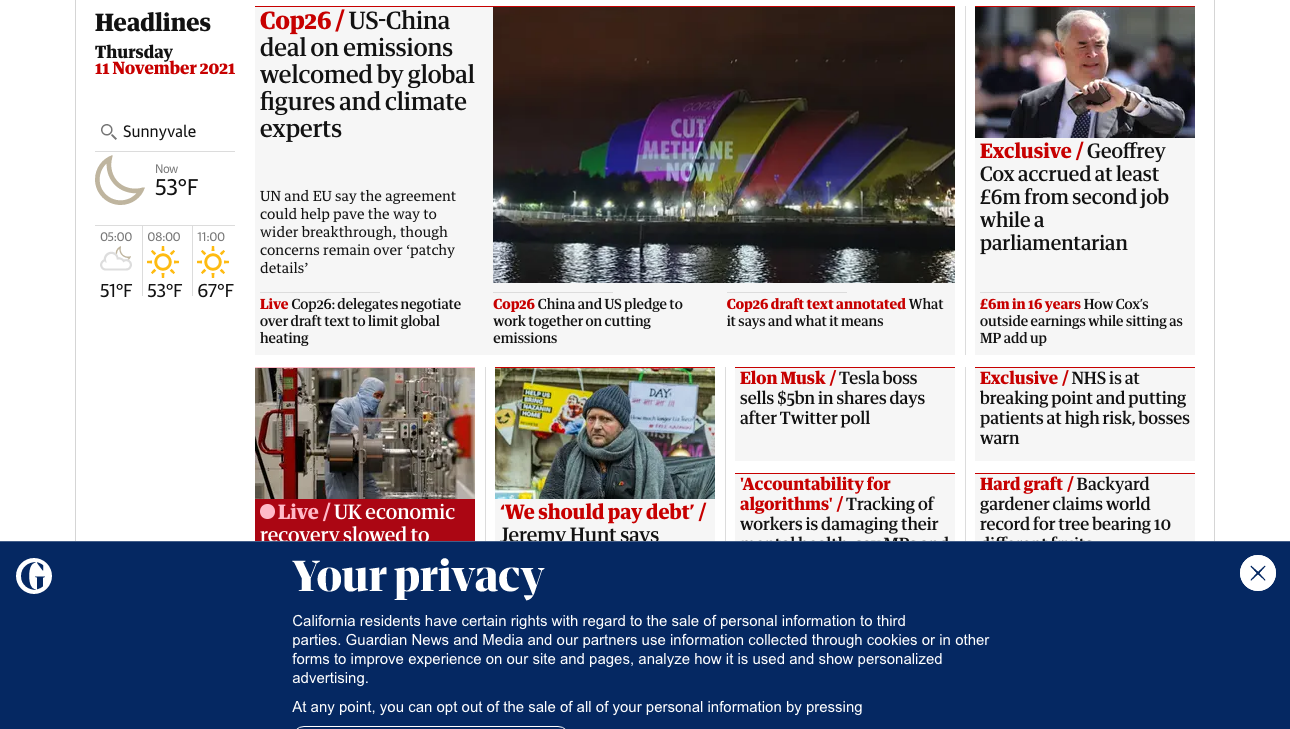 Headlines
Thursday
11 November 2021
Sunnyvale
Now
53°F
05:00
08:00
11:00
51°F
53°F
67°F
Cop26 / US-China
deal on emissions
welcomed by global
figures and climate
experts
UN and EU say the agreement
could help pave the way to
wider breakthrough, though
concerns remain over ‘patchy
details’
COP26
CUT
METHANE
NOW
Live Cop26: delegates negotiate
over draft text to limit global
heating
Cop26 China and US pledge to
work together on cutting
emissions
Cop26 draft text annotated What
it says and what it means
Exclusive / Geoffrey
Cox accrued at least
£6m from second job
while a
parliamentarian
£6m in 16 years How Cox’s
outside earnings while sitting as
MP add up
Live / UK economic
recovery slowed to
HELP US
BRING
NAZANIN
HOME
DAY:
‘We should pay debt’ /
Jeremy Hunt says
Elon Musk / Tesla boss
sells $5bn in shares days
after Twitter poll
'Accountability for
algorithms' / Tracking of
workers is damaging their
Exclusive / NHS is at
breaking point and putting
patients at high risk, bosses
warn
Hard graft / Backyard
gardener claims world
record for tree bearing 10
Your privacy
California residents have certain rights with regard to the sale of personal information to third
parties. Guardian News and Media and our partners use information collected through cookies or in other
forms to improve experience on our site and pages, analyze how it is used and show personalized
advertising.
At any point, you can opt out of the sale of all of your personal information by pressing